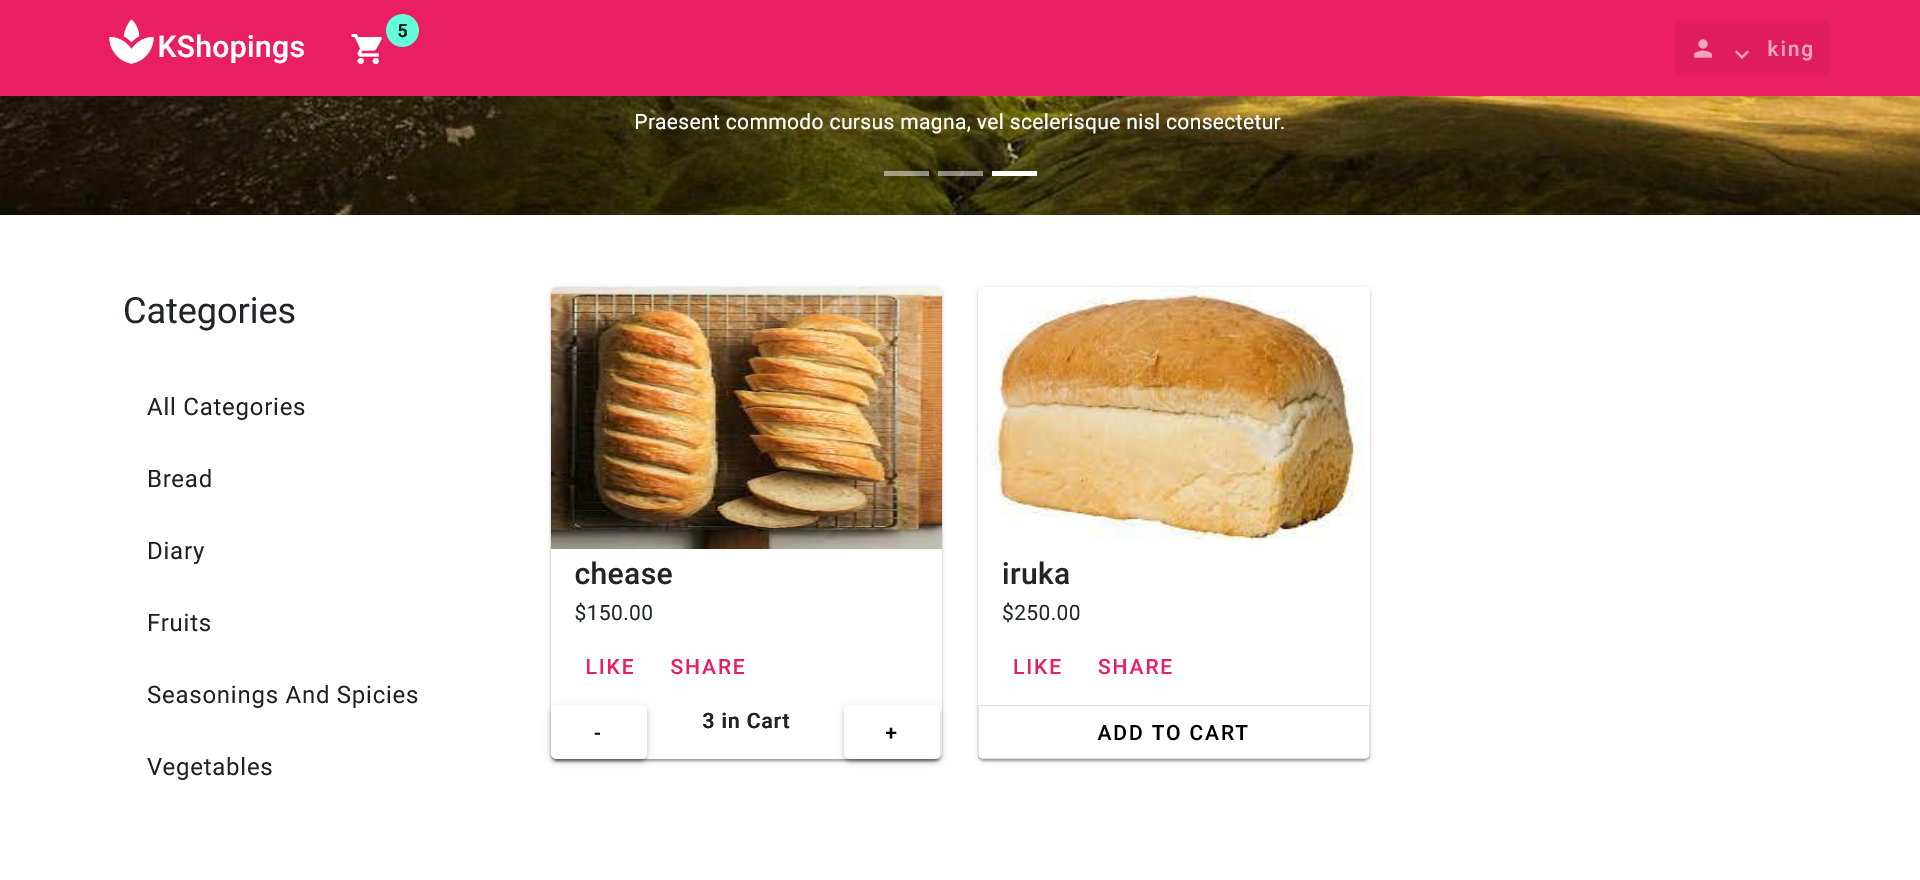 KShopings
5
king
Praesent commodo cursus magna, vel scelerisque nisl consectetur.
Categories
All Categories
Bread
Diary
Fruits
Seasonings And Spicies
Vegetables
chease
$150.00
LIKE SHARE
- 3 in Cart +
iruka
$250.00
LIKE SHARE
ADD TO CART